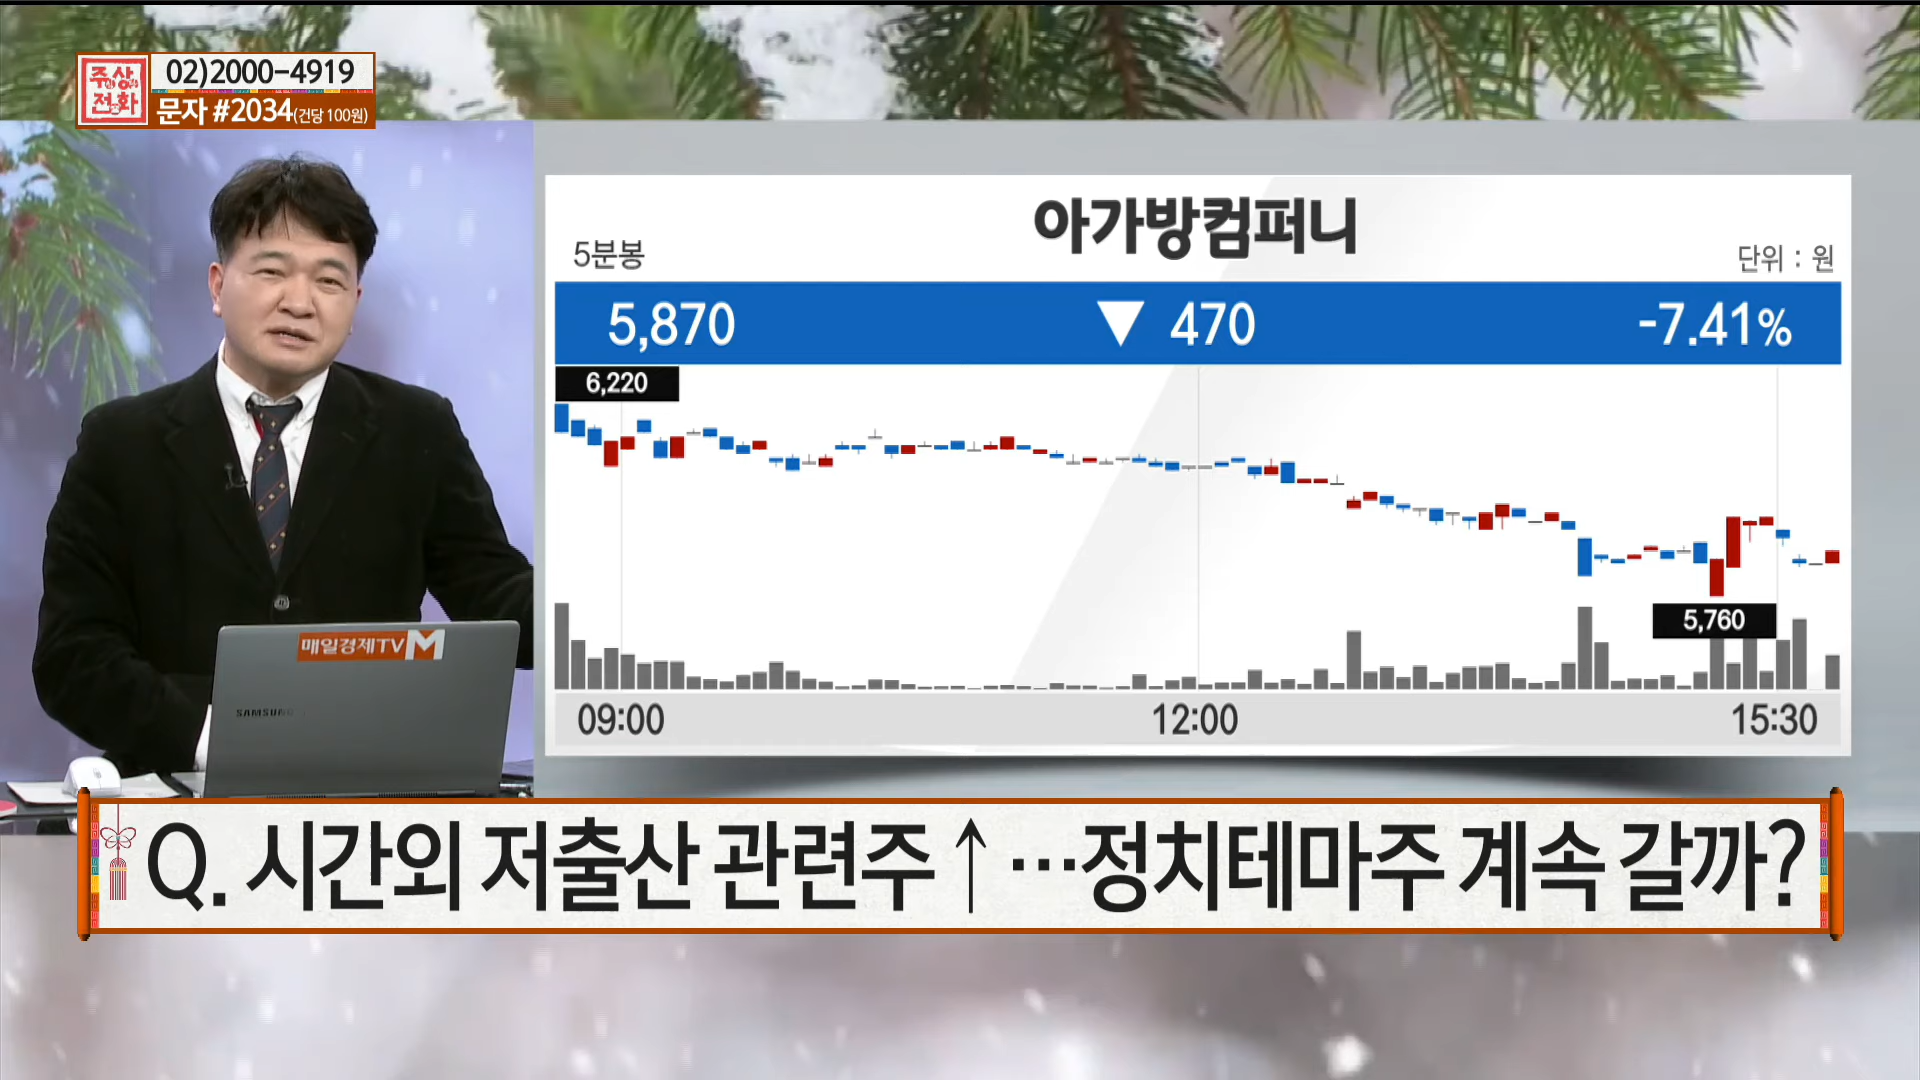 주상
전화
02)2000-4919
문자 #2034(건당 100원)
아가방컴퍼니
5분봉
단위 : 원
5,870 ▼ 470 -7.41%
6,220
5,760
09:00 12:00 15:30
매일경제TV M
SAMSUNG
Q. 시간외 저출산 관련주↑…정치테마주 계속 갈까?